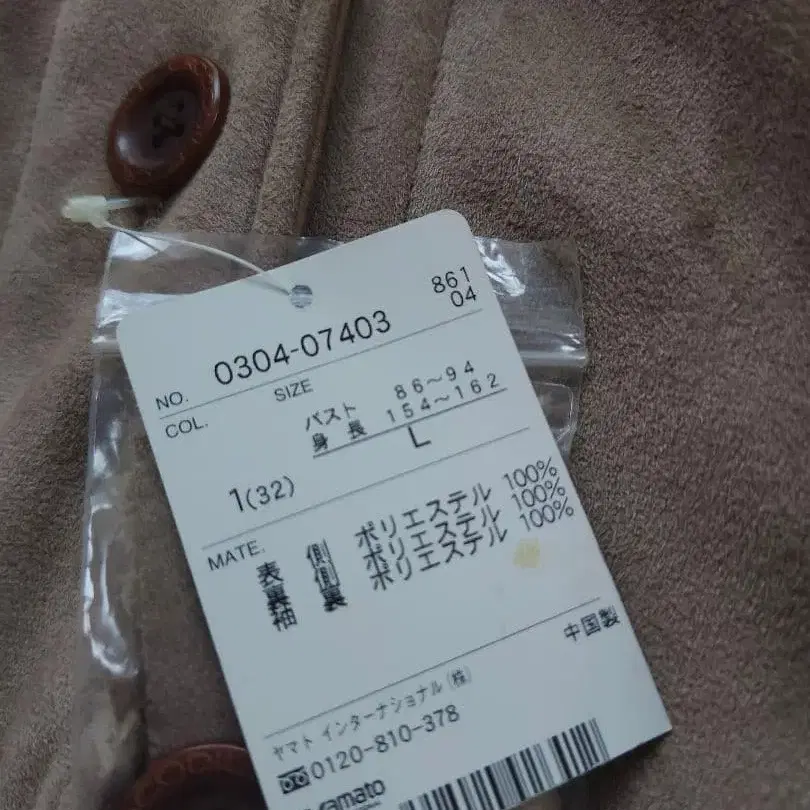 861
04
NO. 0304-07403
COL. SIZE
バスト 86〜94
身長 154〜162
L
1(32)
MATE.
表側 ポリエステル 100%
裏側 ポリエステル 100%
袖裏 ポリエステル 100%
中国製
ヤマト インターナショナル(株)
0120-810-378
yamato